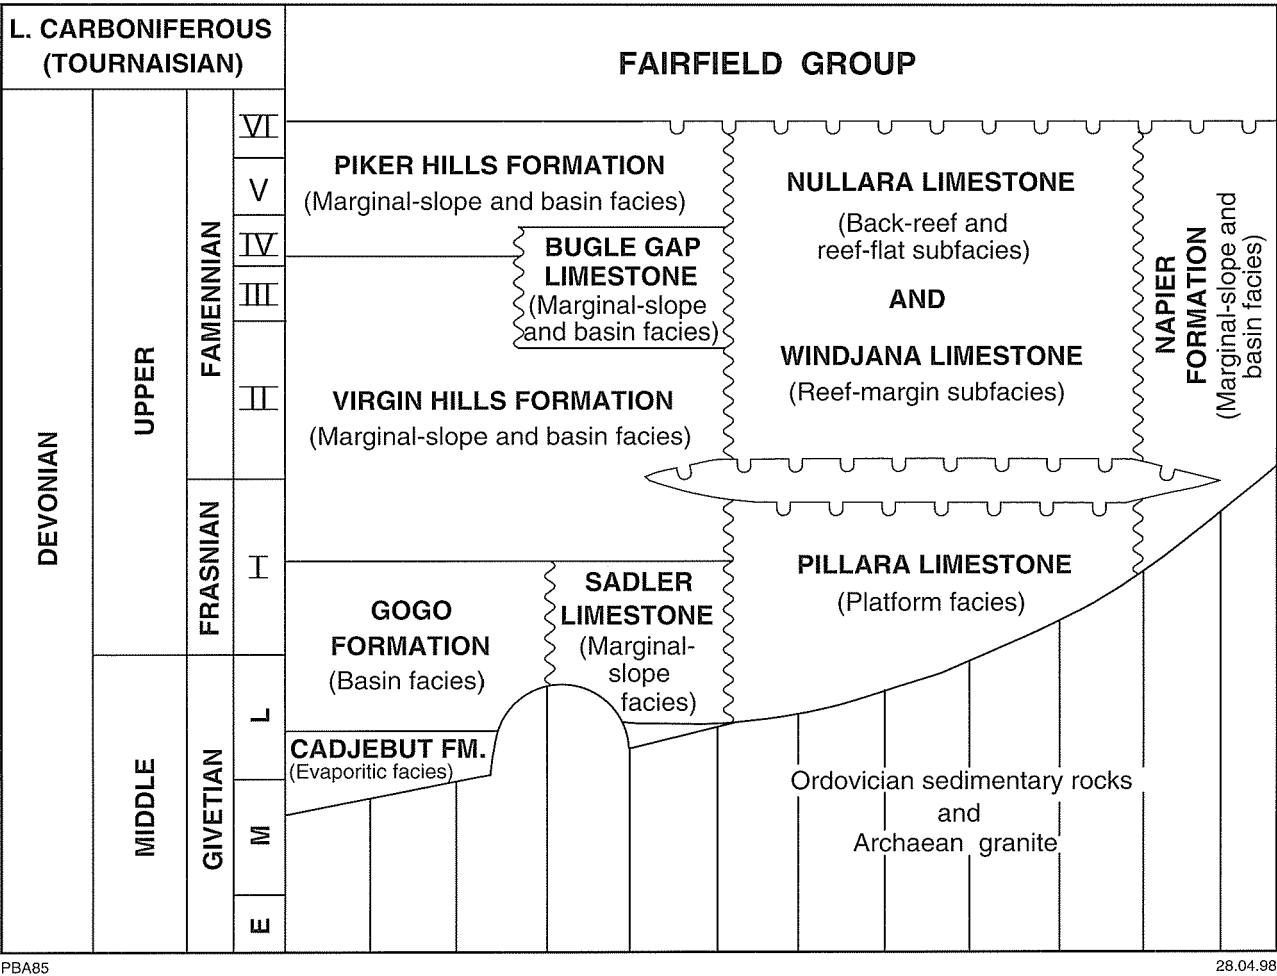 L. CARBONIFEROUS
(TOURNAISIAN)
FAIRFIELD GROUP
DEVONIAN
UPPER
MIDDLE
FAMENNIAN
FRASNIAN
GIVETIAN
VI
V
IV
III
II
I
L
M
E
PIKER HILLS FORMATION
(Marginal-slope and basin facies)
BUGLE GAP
LIMESTONE
(Marginal-slope
and basin facies)
VIRGIN HILLS FORMATION
(Marginal-slope and basin facies)
NULLARA LIMESTONE
(Back-reef and
reef-flat subfacies)
AND
WINDJANA LIMESTONE
(Reef-margin subfacies)
NAPIER
FORMATION
(Marginal-slope and
basin facies)
GOGO
FORMATION
(Basin facies)
SADLER
LIMESTONE
(Marginal-
slope
facies)
PILLARA LIMESTONE
(Platform facies)
CADJEBUT FM.
(Evaporitic facies)
Ordovician sedimentary rocks
and
Archaean granite
PBA85
28.04.98